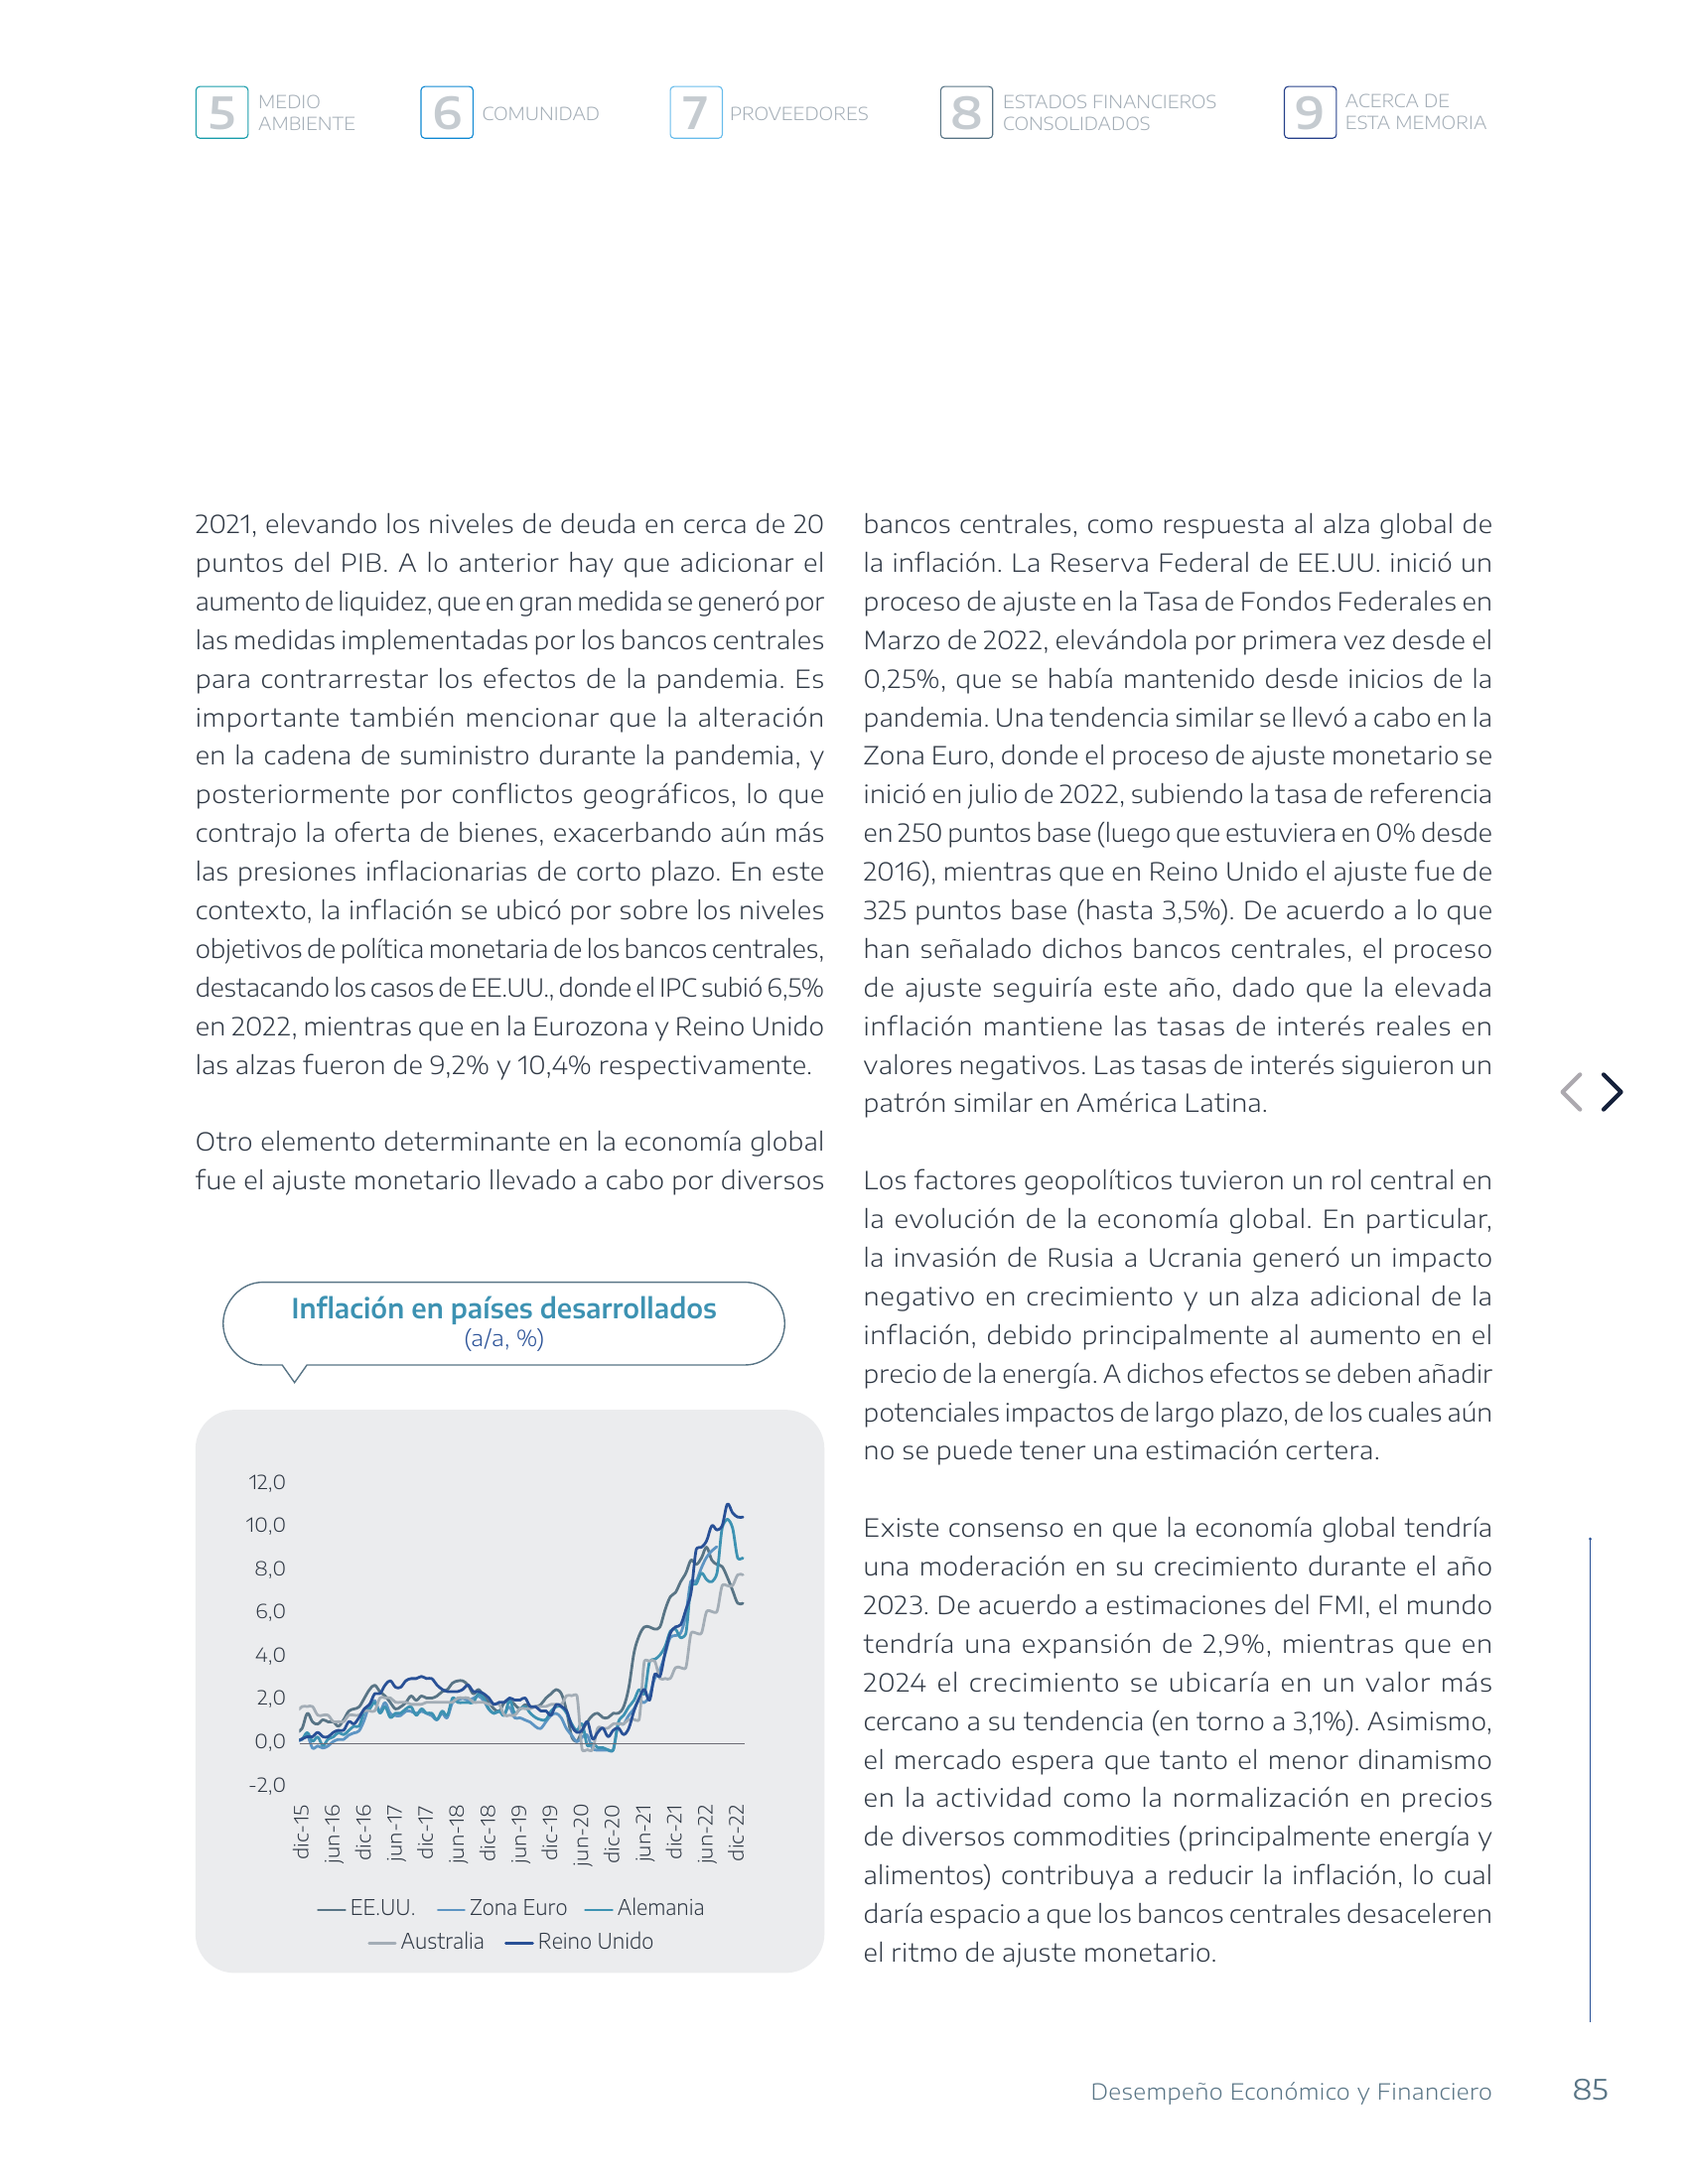 5 MEDIO AMBIENTE
6 COMUNIDAD
7 PROVEEDORES
8 ESTADOS FINANCIEROS CONSOLIDADOS
9 ACERCA DE ESTA MEMORIA
2021, elevando los niveles de deuda en cerca de 20
puntos del PIB. A lo anterior hay que adicionar el
aumento de liquidez, que en gran medida se generó por
las medidas implementadas por los bancos centrales
para contrarrestar los efectos de la pandemia. Es
importante también mencionar que la alteración
en la cadena de suministro durante la pandemia, y
posteriormente por conflictos geográficos, lo que
contrajo la oferta de bienes, exacerbando aún más
las presiones inflacionarias de corto plazo. En este
contexto, la inflación se ubicó por sobre los niveles
objetivos de política monetaria de los bancos centrales,
destacando los casos de EE.UU., donde el IPC subió 6,5%
en 2022, mientras que en la Eurozona y Reino Unido
las alzas fueron de 9,2% y 10,4% respectivamente.
Otro elemento determinante en la economía global
fue el ajuste monetario llevado a cabo por diversos
Inflación en países desarrollados
(a/a, %)
12,0
10,0
8,0
6,0
4,0
2,0
0,0
-2,0
dic-15
jun-16
dic-16
jun-17
dic-17
jun-18
dic-18
jun-19
dic-19
jun-20
dic-20
jun-21
dic-21
jun-22
dic-22
EE.UU. Zona Euro Alemania
Australia Reino Unido
bancos centrales, como respuesta al alza global de
la inflación. La Reserva Federal de EE.UU. inició un
proceso de ajuste en la Tasa de Fondos Federales en
Marzo de 2022, elevándola por primera vez desde el
0,25%, que se había mantenido desde inicios de la
pandemia. Una tendencia similar se llevó a cabo en la
Zona Euro, donde el proceso de ajuste monetario se
inició en julio de 2022, subiendo la tasa de referencia
en 250 puntos base (luego que estuviera en 0% desde
2016), mientras que en Reino Unido el ajuste fue de
325 puntos base (hasta 3,5%). De acuerdo a lo que
han señalado dichos bancos centrales, el proceso
de ajuste seguiría este año, dado que la elevada
inflación mantiene las tasas de interés reales en
valores negativos. Las tasas de interés siguieron un
patrón similar en América Latina.
Los factores geopolíticos tuvieron un rol central en
la evolución de la economía global. En particular,
la invasión de Rusia a Ucrania generó un impacto
negativo en crecimiento y un alza adicional de la
inflación, debido principalmente al aumento en el
precio de la energía. A dichos efectos se deben añadir
potenciales impactos de largo plazo, de los cuales aún
no se puede tener una estimación certera.
Existe consenso en que la economía global tendría
una moderación en su crecimiento durante el año
2023. De acuerdo a estimaciones del FMI, el mundo
tendría una expansión de 2,9%, mientras que en
2024 el crecimiento se ubicaría en un valor más
cercano a su tendencia (en torno a 3,1%). Asimismo,
el mercado espera que tanto el menor dinamismo
en la actividad como la normalización en precios
de diversos commodities (principalmente energía y
alimentos) contribuya a reducir la inflación, lo cual
daría espacio a que los bancos centrales desaceleren
el ritmo de ajuste monetario.
Desempeño Económico y Financiero 85